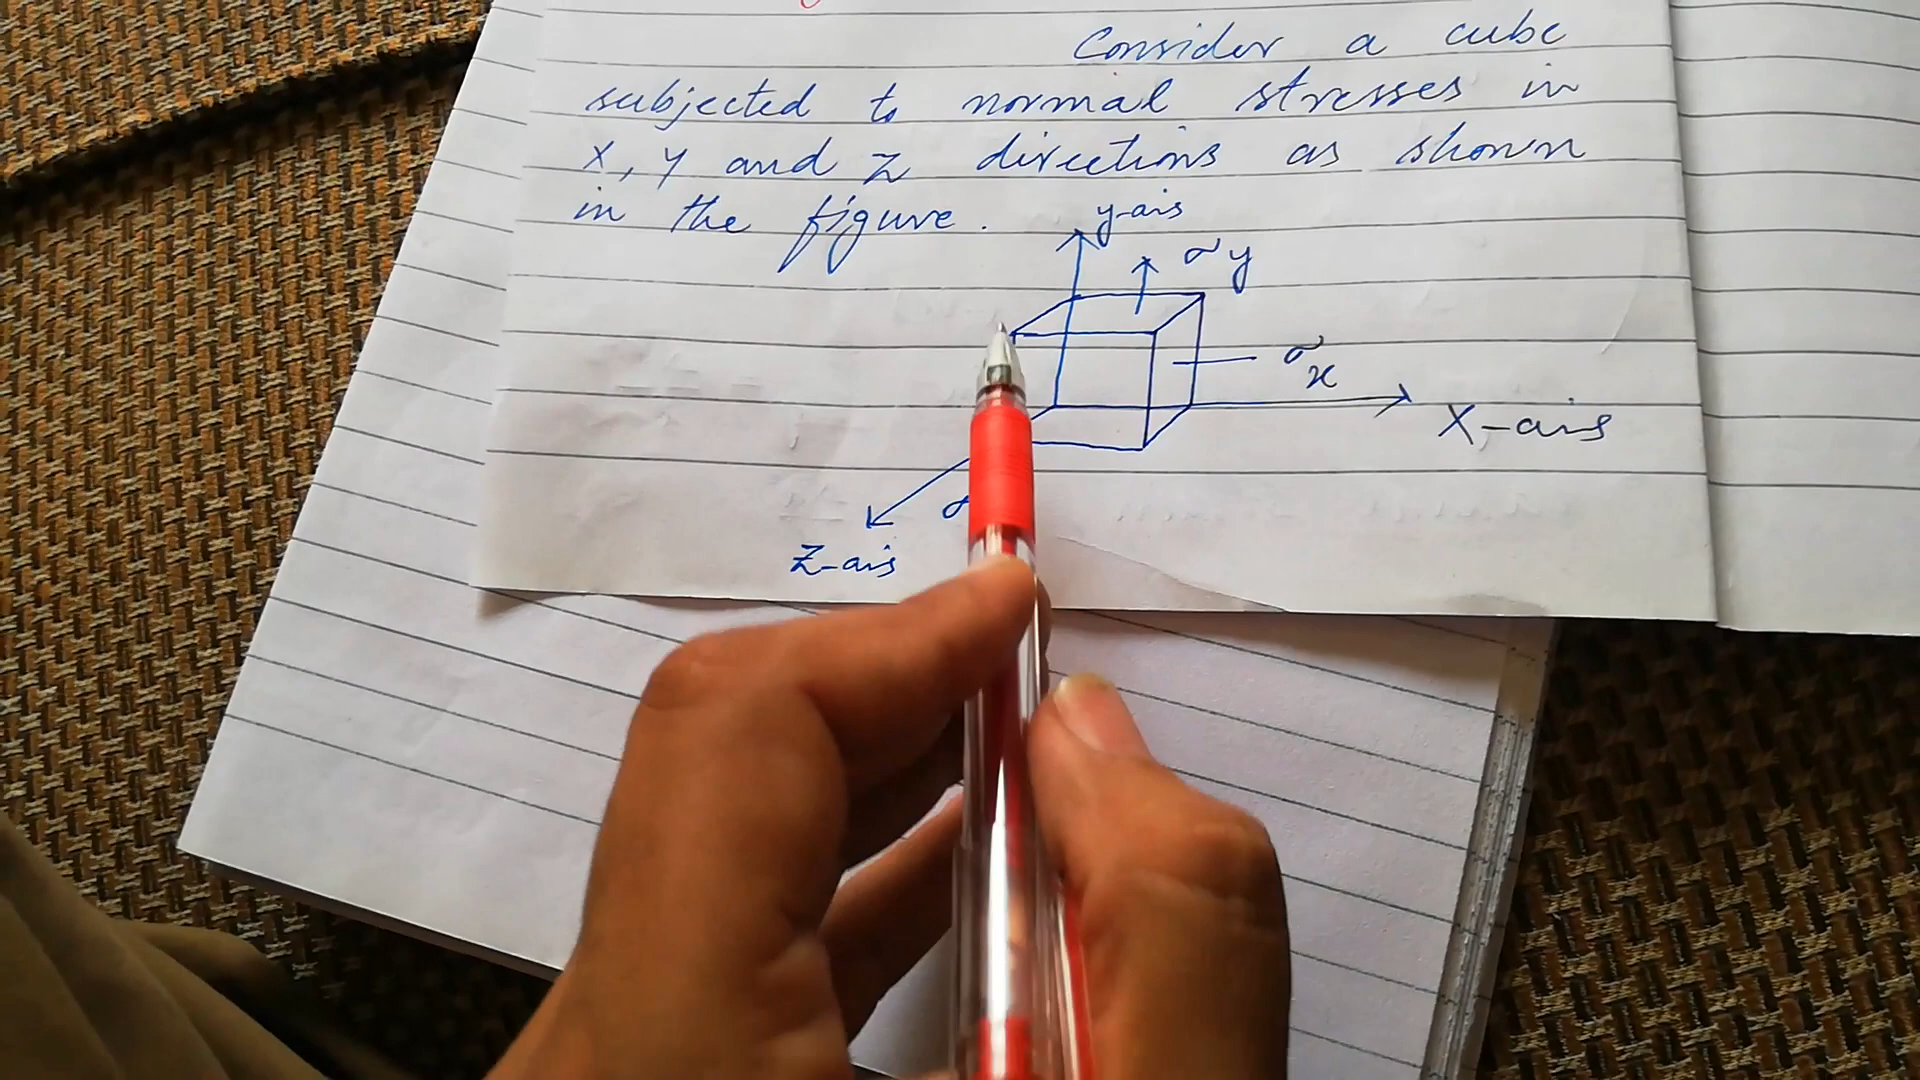 Consider a cube
subjected to normal stresses in
X, Y and Z directions as shown
in the figure.
y-ais
σy
σx
X-ais
σ
Z-ais